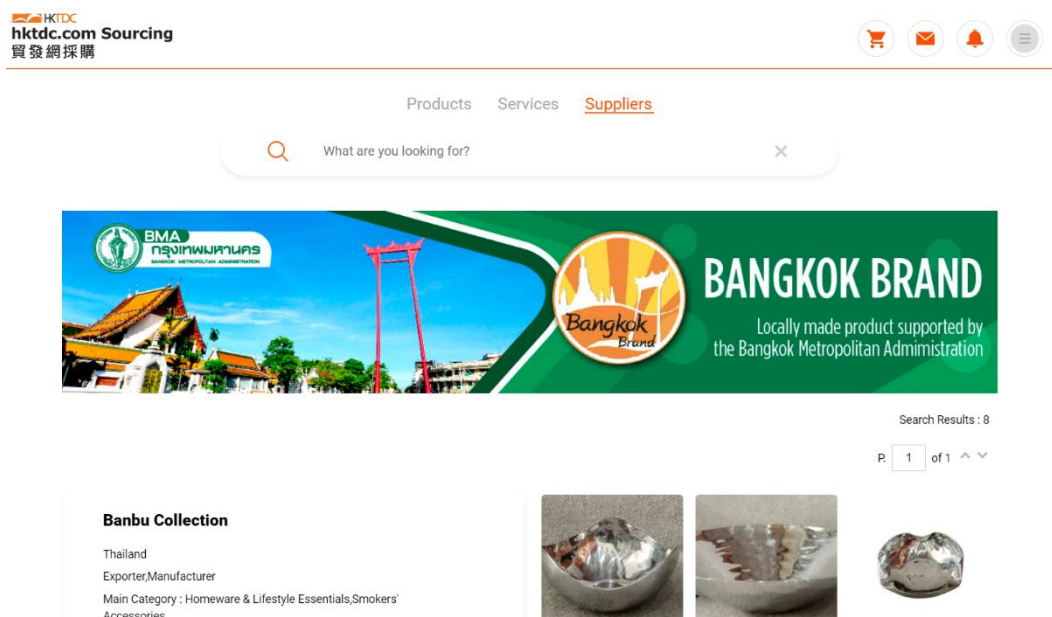 HKTDC
hktdc.com Sourcing
貿發網採購
Products Services Suppliers
What are you looking for?
BMA
กรุงเทพมหานคร
BANGKOK METROPOLITAN ADMINISTRATION
Bangkok
Brand
BANGKOK BRAND
Locally made product supported by
the Bangkok Metropolitan Admimistration
Search Results : 8
P. 1 of 1
Banbu Collection
Thailand
Exporter,Manufacturer
Main Category : Homeware & Lifestyle Essentials,Smokers'
Accessories